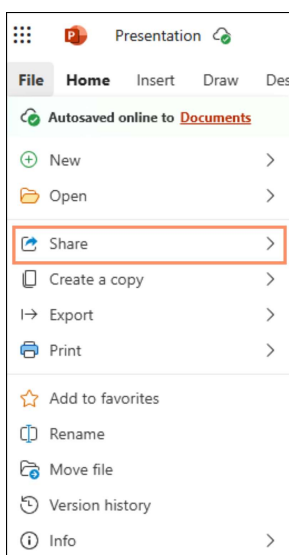 Presentation
File Home Insert Draw Des
Autosaved online to Documents
New
Open
Share
Create a copy
Export
Print
Add to favorites
Rename
Move file
Version history
Info